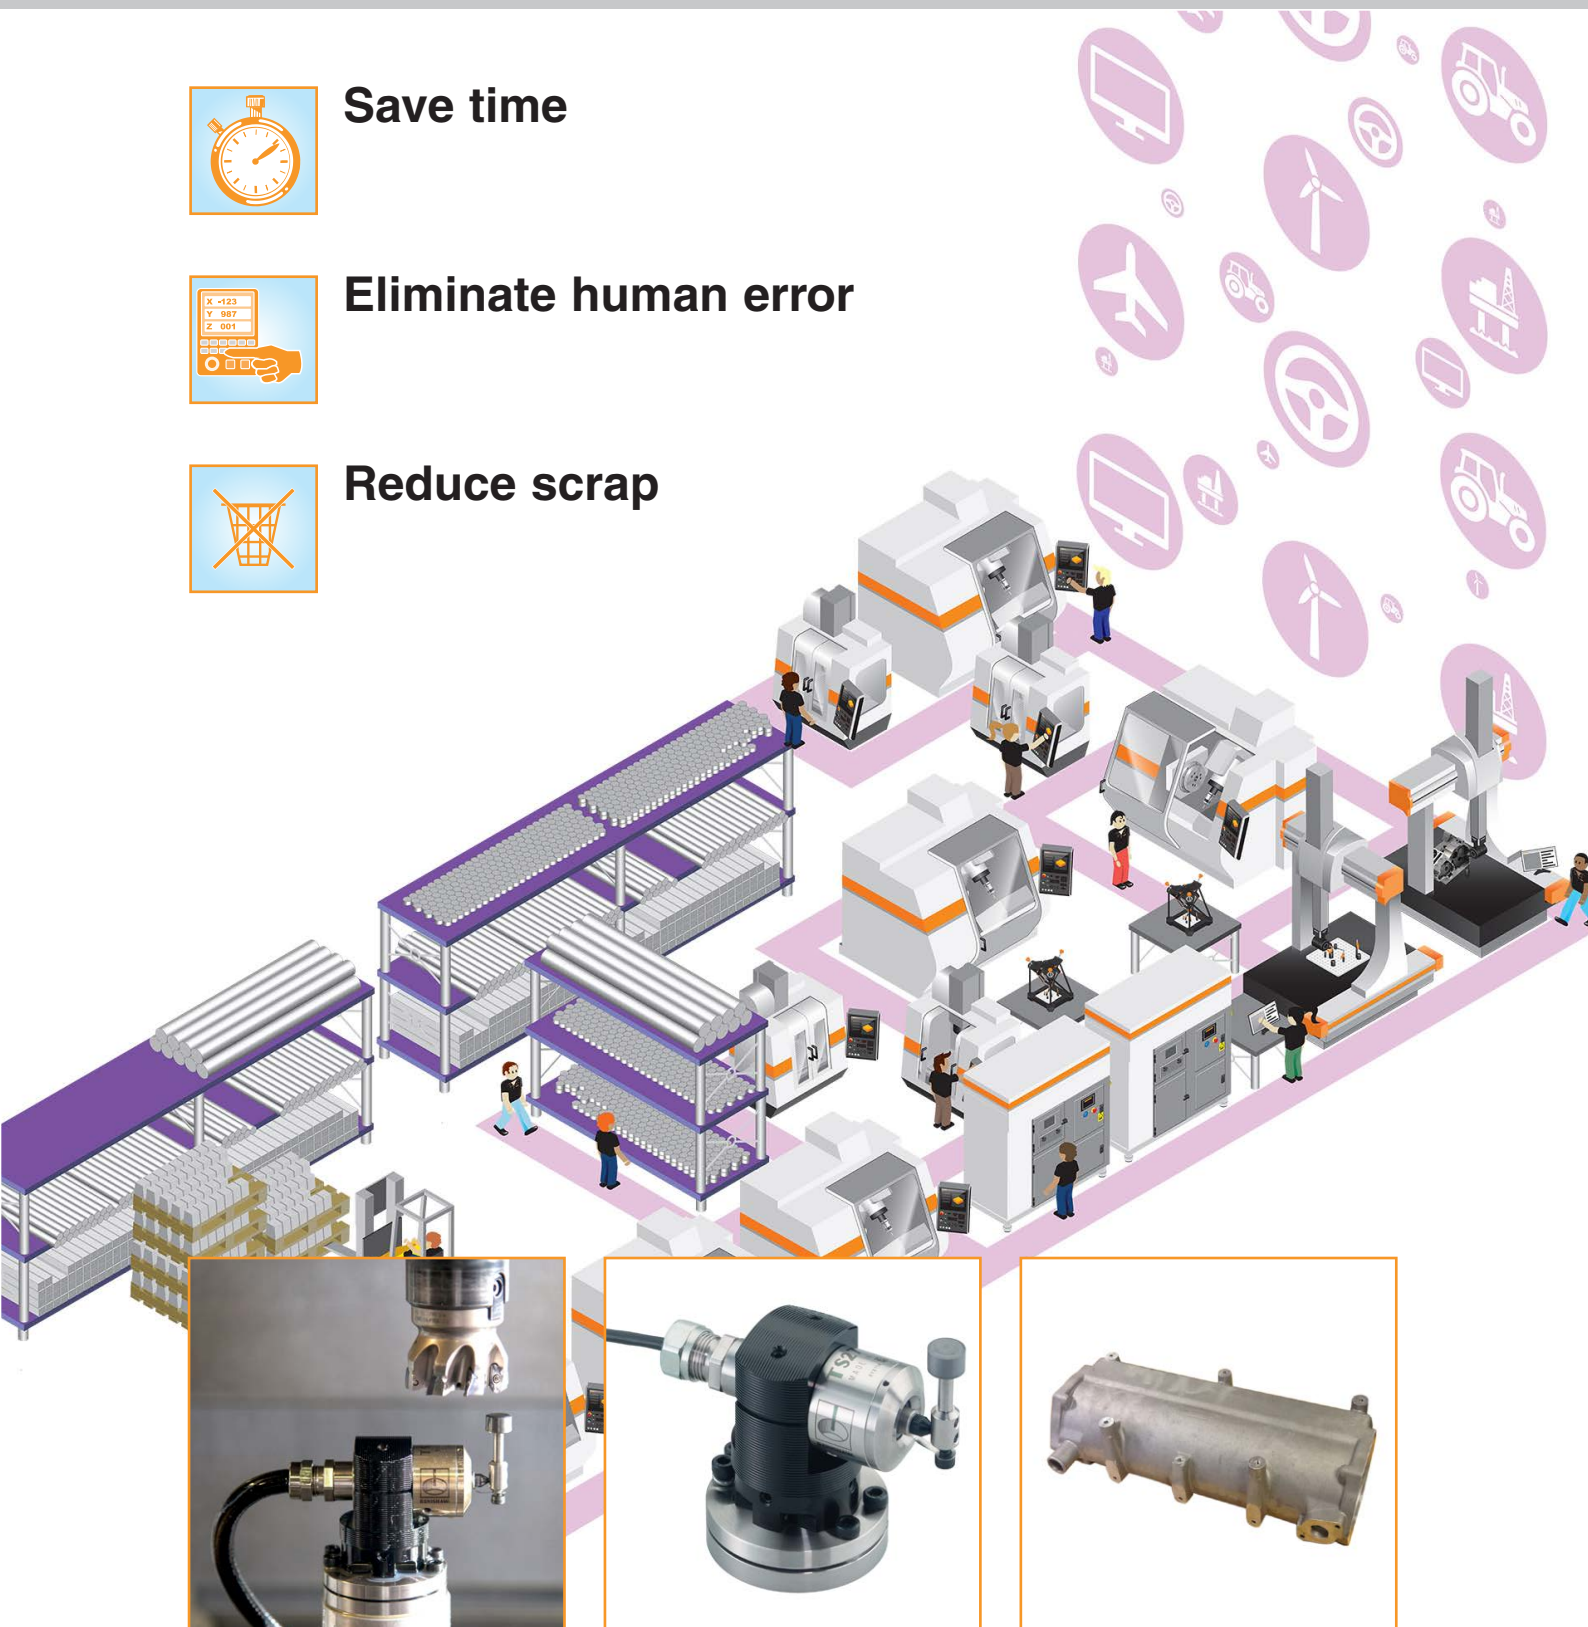 Save time
Eliminate human error
X -123
Y 987
Z 001
Reduce scrap